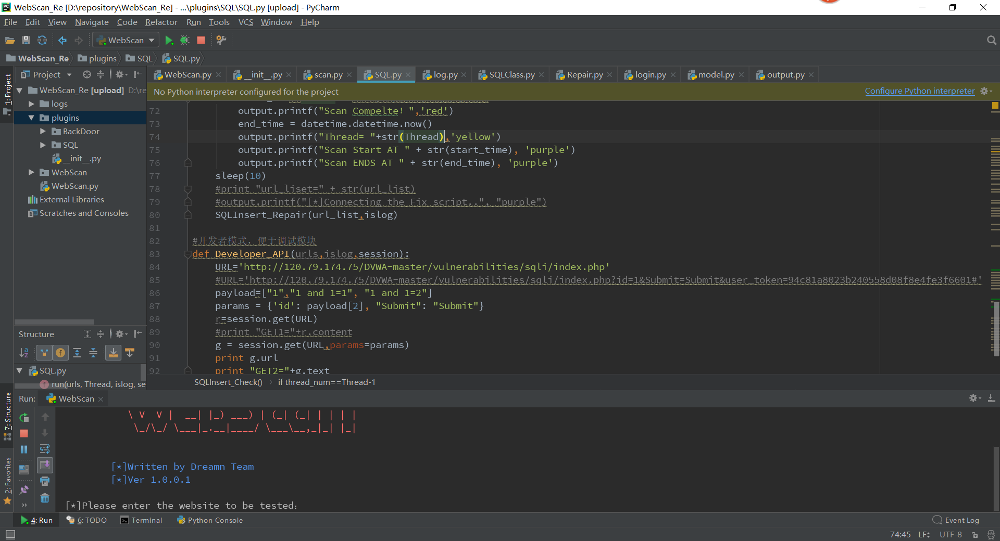 WebScan_Re [D:\repository\WebScan_Re] - ...\plugins\SQL\SQL.py [upload] - PyCharm
File Edit View Navigate Code Refactor Run Tools VCS Window Help
WebScan
WebScan_Re plugins SQL SQL.py
1: Project
Project
WebScan.py __init__.py scan.py SQL.py log.py SQLClass.py Repair.py login.py model.py output.py
WebScan_Re [upload] D:\re
logs
plugins
BackDoor
SQL
__init__.py
WebScan
WebScan.py
External Libraries
Scratches and Consoles
No Python interpreter configured for the project
Configure Python interpreter
72 output.printf("Scan Compelte! ",'red')
73 end_time = datetime.datetime.now()
74 output.printf("Thread= "+str(Thread),'yellow')
75 output.printf("Scan Start AT " + str(start_time), 'purple')
76 output.printf("Scan ENDS AT " + str(end_time), 'purple')
77 sleep(10)
78 #print "url_liset=" + str(url_list)
79 #output.printf("[*]Connecting the Fix script..", "purple")
80 SQLInsert_Repair(url_list,islog)
81
82 #开发者模式，便于调试模块
83 def Developer_API(urls,islog,session):
84 URL='http://120.79.174.75/DVWA-master/vulnerabilities/sqli/index.php'
85 #URL='http://120.79.174.75/DVWA-master/vulnerabilities/sqli/index.php?id=1&Submit=Submit&user_token=94c81a8023b240558d08f8e4fe3f6601#'
86 payload=["1","1 and 1=1", "1 and 1=2"]
87 params = {'id': payload[2], "Submit": "Submit"}
88 r=session.get(URL)
89 #print "GET1="+r.content
90 g = session.get(URL,params=params)
91 print g.url
92 print "GET2="+g.text
SQLInsert_Check() › if thread_num==Thread-1
Structure
SQL.py
run(urls, Thread, islog, se
7: Structure
2: Favorites
Run: WebScan
\ V  V |  __| |_) ___) | (_| (_| | | | |
\_/\_/ \___|_.__|____/ \___\__,_|_| |_|
[*]Written by Dreamn Team
[*]Ver 1.0.0.1
[*]Please enter the website to be tested:
4: Run 6: TODO Terminal Python Console Event Log
74:45 LF UTF-8